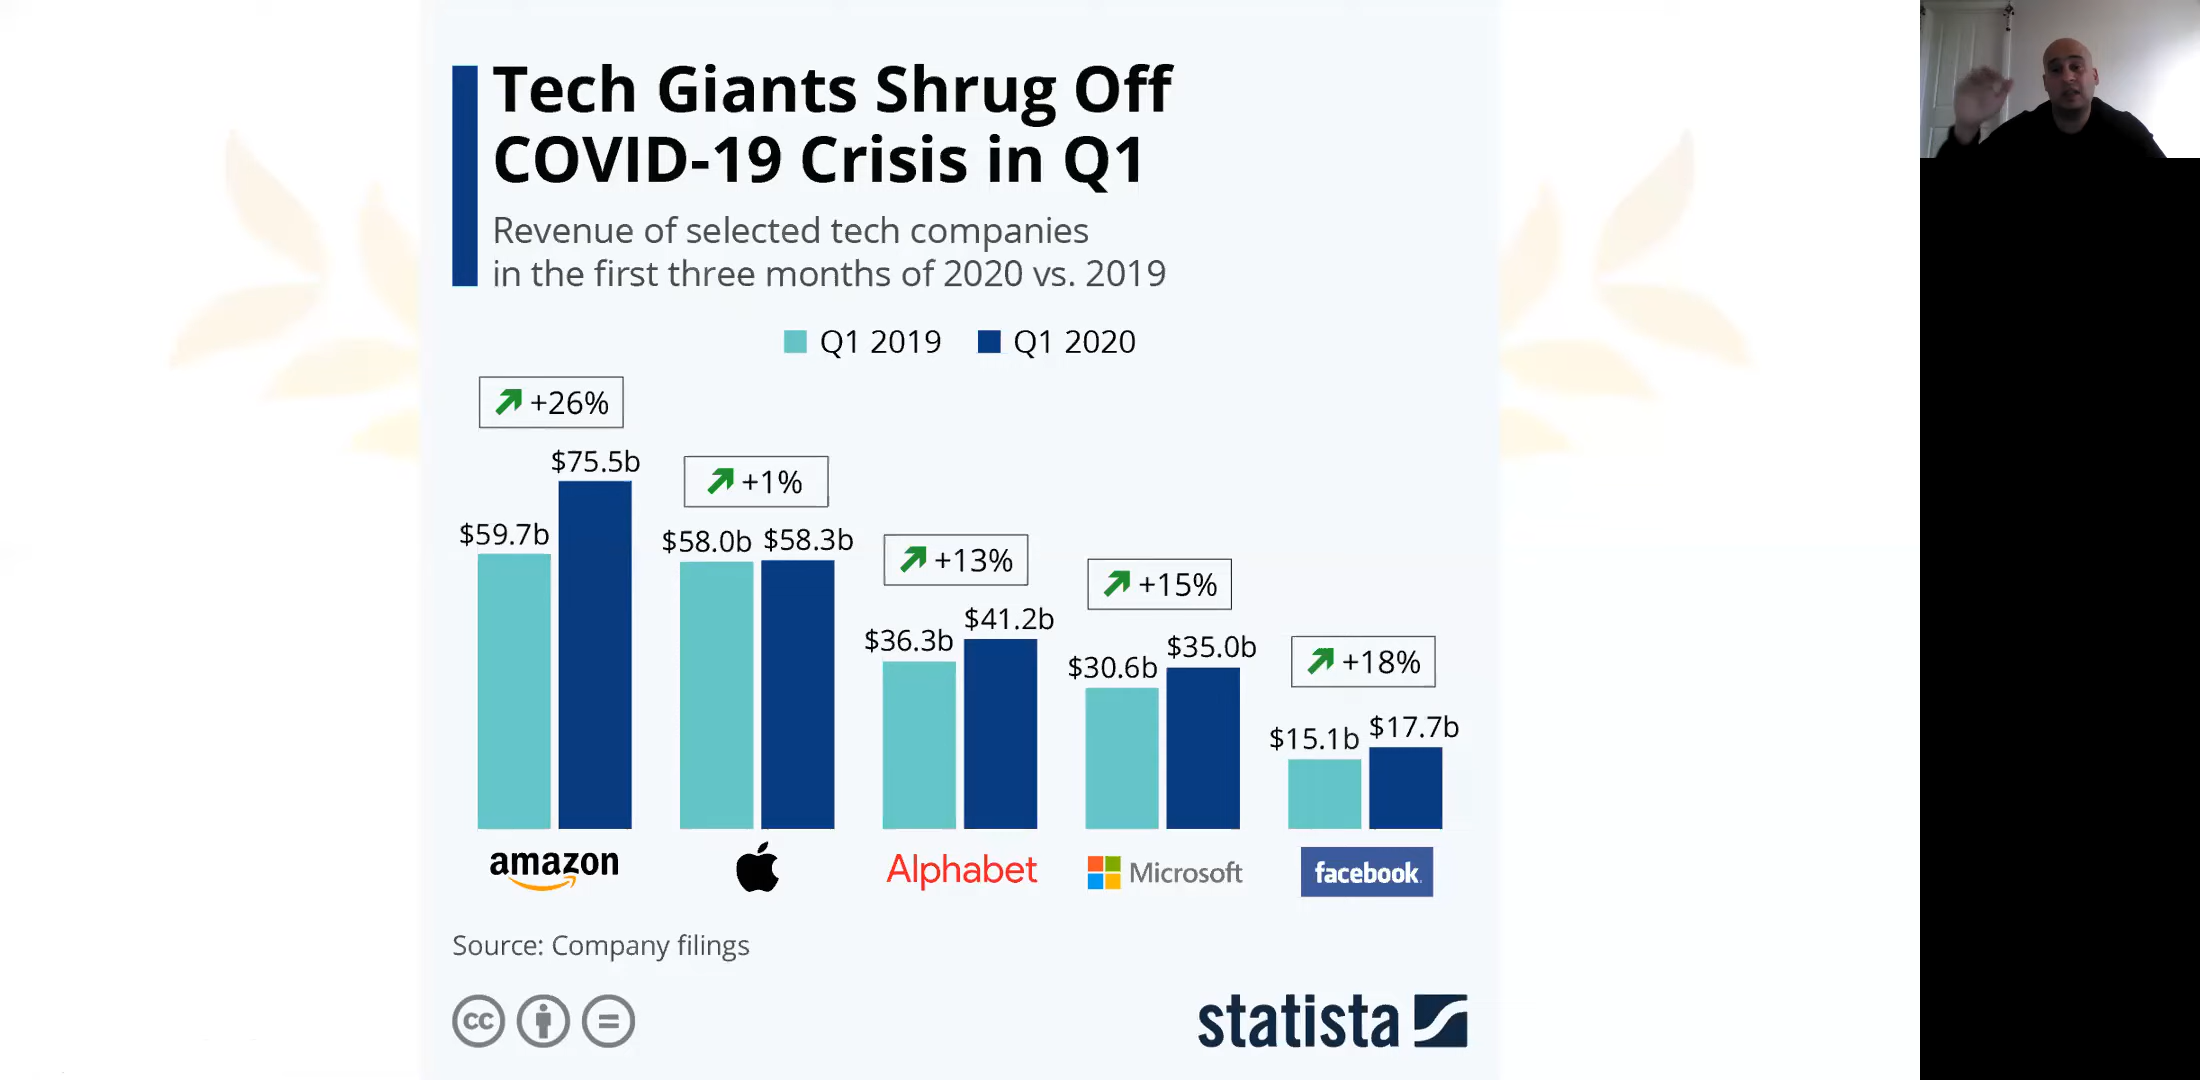 Tech Giants Shrug Off
COVID-19 Crisis in Q1
Revenue of selected tech companies
in the first three months of 2020 vs. 2019
Q1 2019 Q1 2020
+26%
$75.5b
$59.7b
+1%
$58.0b $58.3b
+13%
$41.2b
$36.3b
+15%
$35.0b
$30.6b
+18%
$17.7b
$15.1b
amazon
Alphabet
Microsoft
facebook.
Source: Company filings
cc
statista